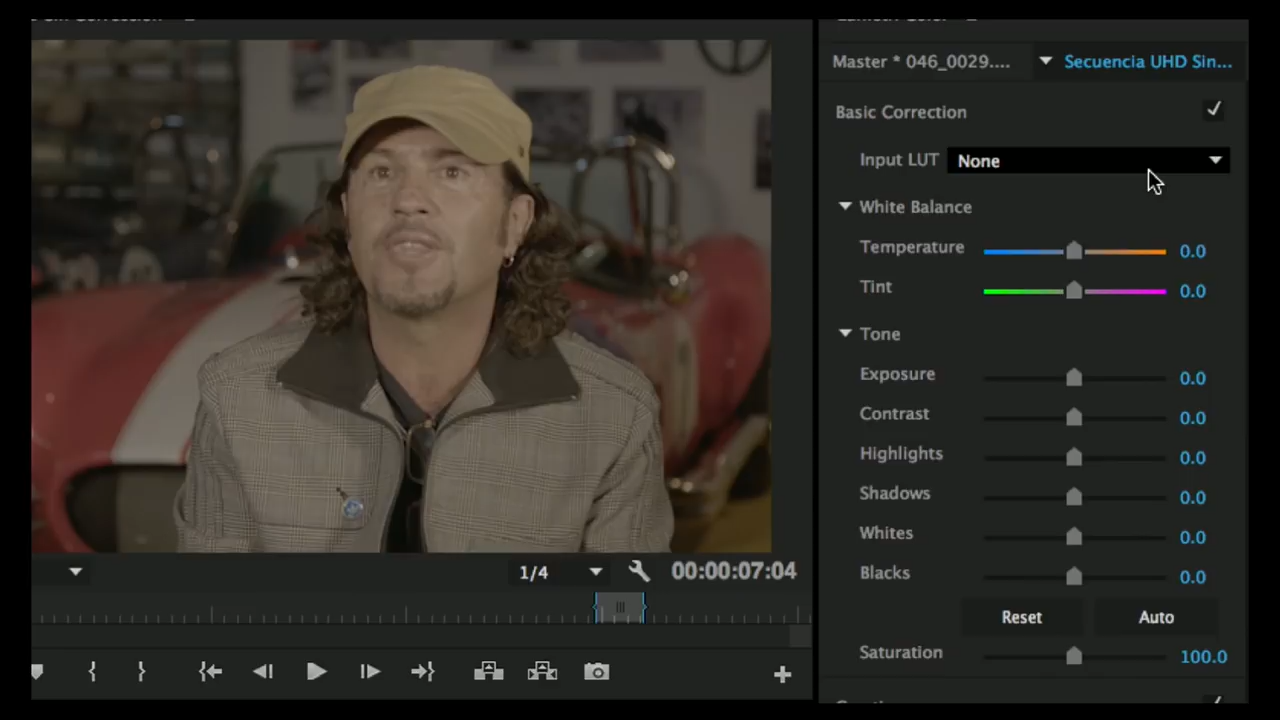 Master * 046_0029....
Secuencia UHD Sin...
Basic Correction
Input LUT None
White Balance
Temperature 0.0
Tint 0.0
Tone
Exposure 0.0
Contrast 0.0
Highlights 0.0
Shadows 0.0
Whites 0.0
Blacks 0.0
Reset Auto
Saturation 100.0
1/4 00:00:07:04